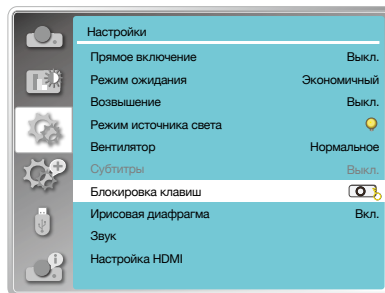 Настройки
Прямое включение Выкл.
Режим ожидания Экономичный
Возвышение Выкл.
Режим источника света
Вентилятор Нормальное
Субтитры Выкл.
Блокировка клавиш
Ирисовая диафрагма Вкл.
Звук
Настройка HDMI